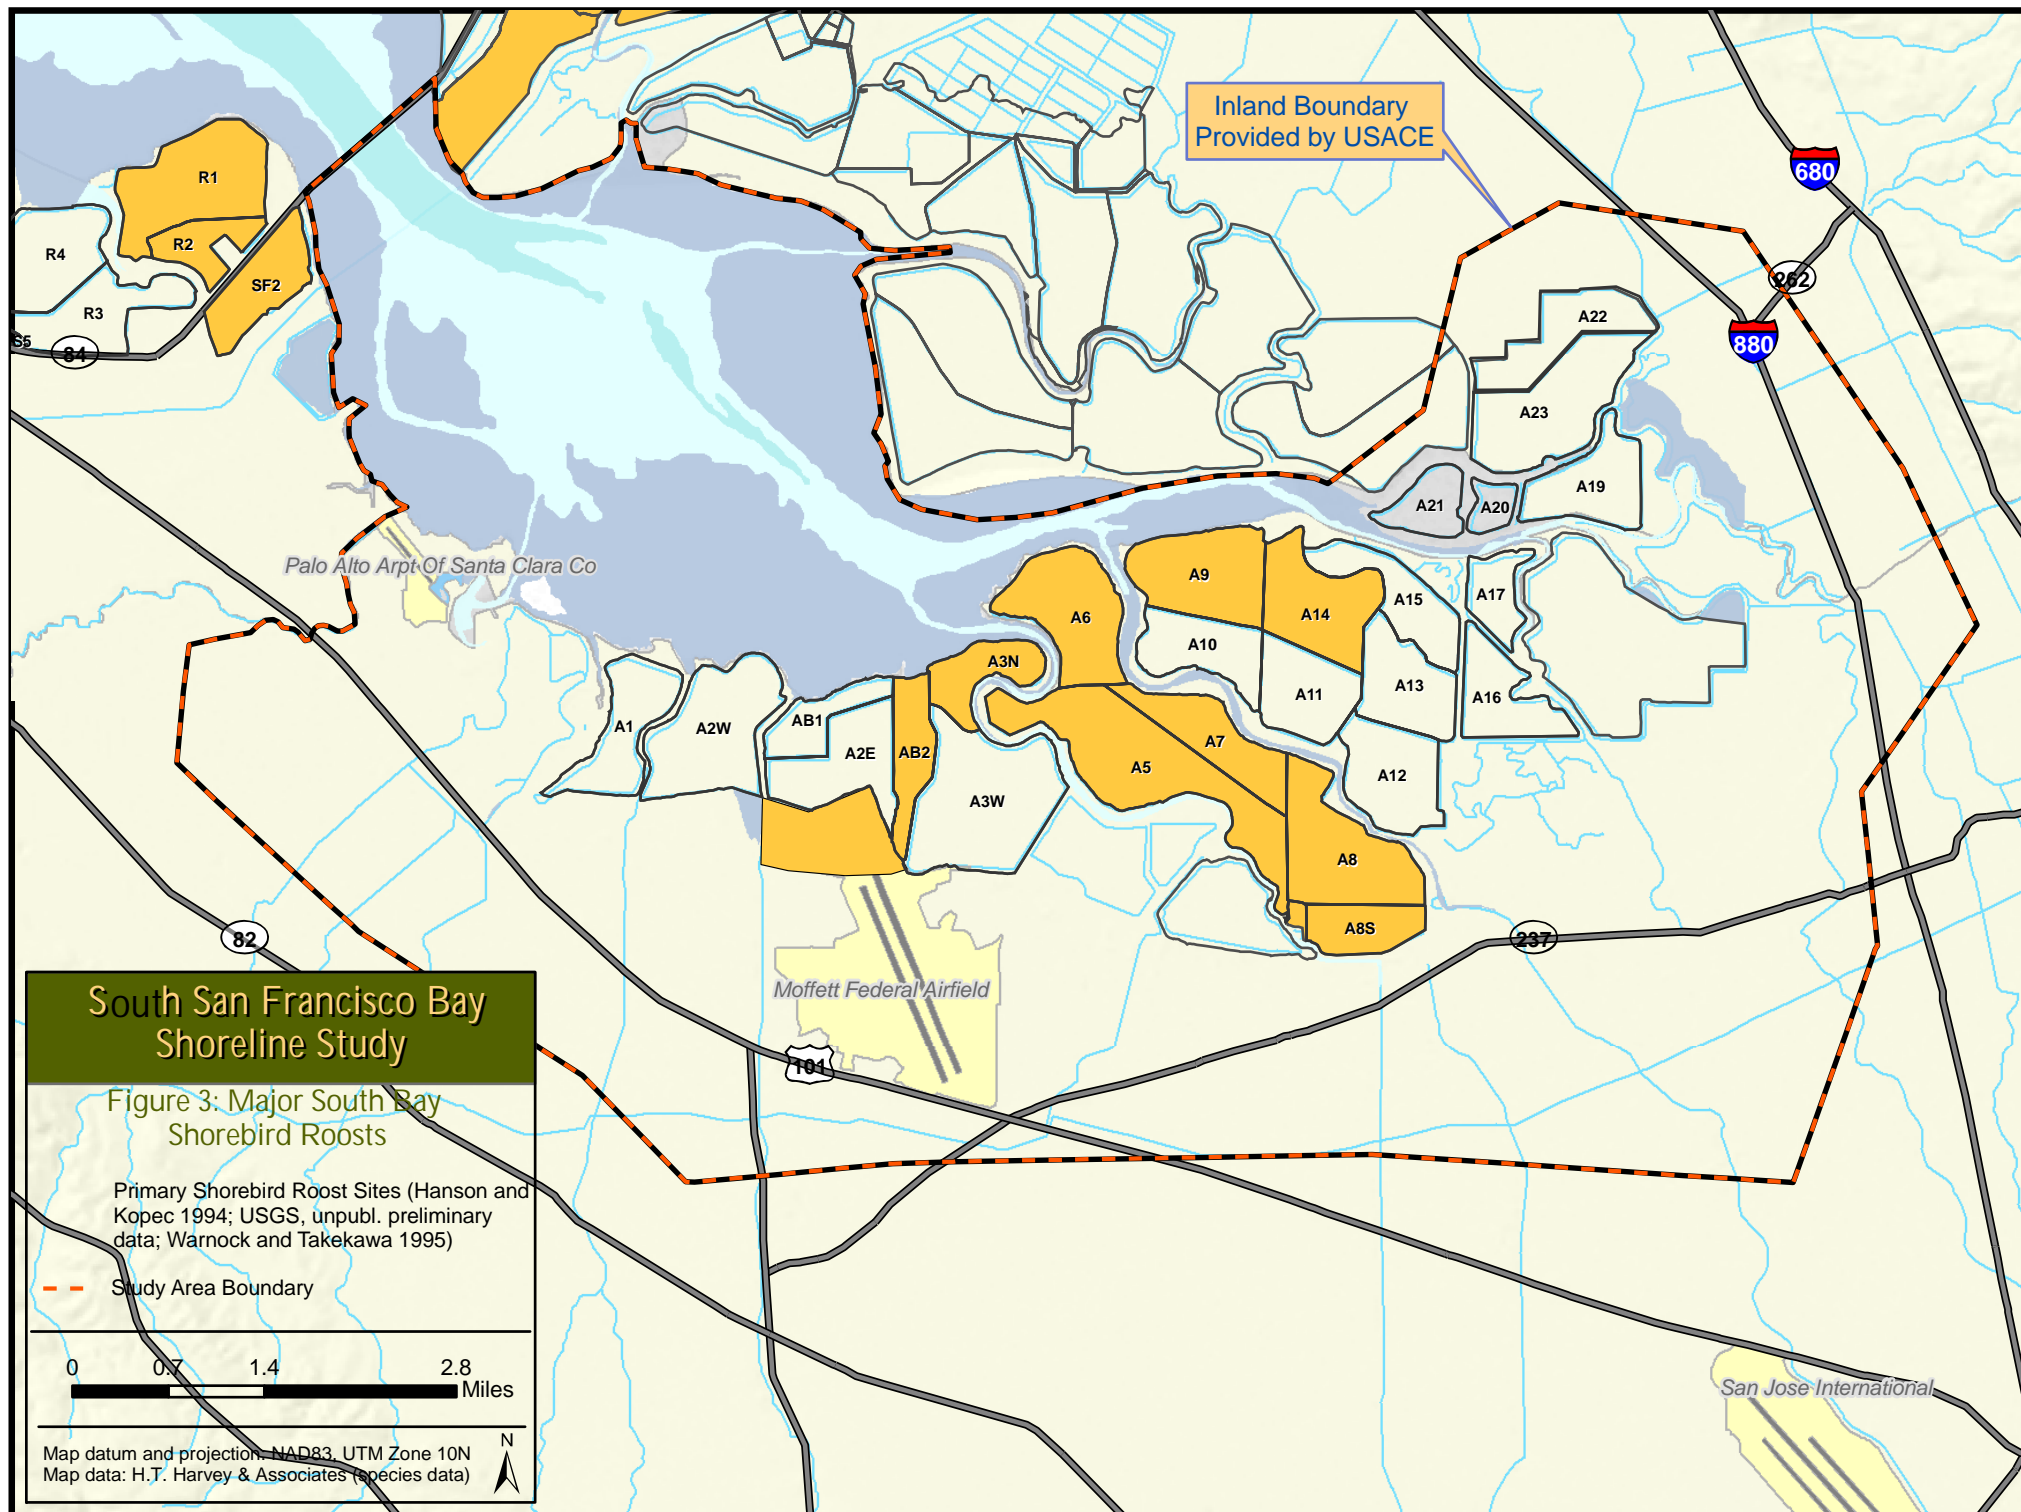 Inland Boundary
Provided by USACE
680
R1
R2
R4
SF2
262
R3
A22
S5
84
880
A23
A19
A21
A20
Palo Alto Arpt Of Santa Clara Co
A9
A6
A14
A15
A17
A10
A3N
A13
A11
A16
A1
A2W
AB1
A7
A2E
AB2
A5
A12
A3W
A8
A8S
82
237
Moffett Federal Airfield
101
South San Francisco Bay
Shoreline Study
Figure 3: Major South Bay
Shorebird Roosts
Primary Shorebird Roost Sites (Hanson and
Kopec 1994; USGS, unpubl. preliminary
data; Warnock and Takekawa 1995)
Study Area Boundary
0 0.7 1.4 2.8
Miles
San Jose International
N
Map datum and projection: NAD83, UTM Zone 10N
Map data: H.T. Harvey & Associates (species data)